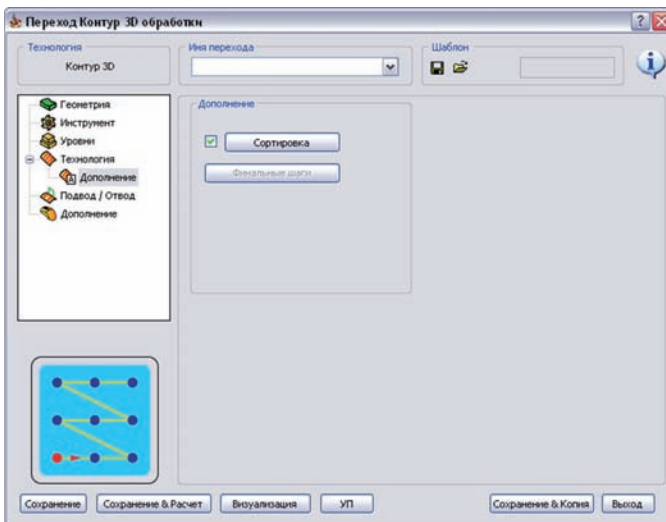 Переход Контур 3D обработки
Технология
Контур 3D
Имя перехода
Шаблон
Геометрия
Инструмент
Уровни
Технология
Дополнение
Подвод / Отвод
Дополнение
Дополнение
Сортировка
Финальные шаги
Сохранение
Сохранение & Расчет
Визуализация
УП
Сохранение & Копия
Выход